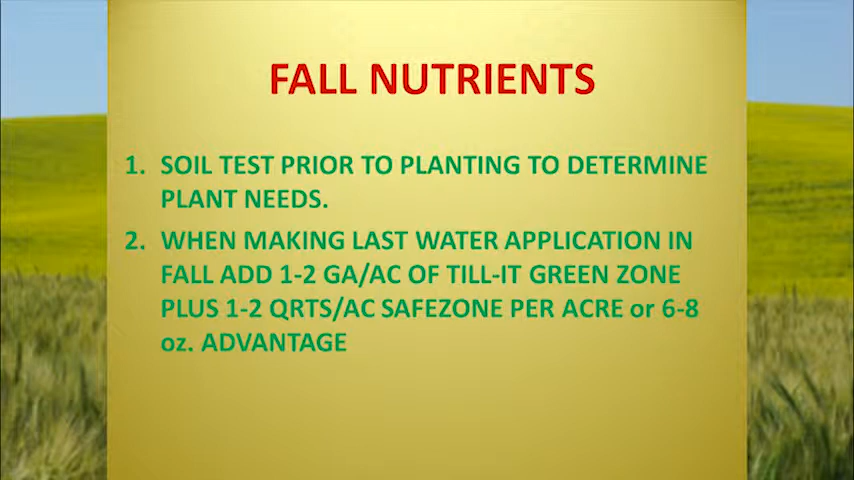 FALL NUTRIENTS
1. SOIL TEST PRIOR TO PLANTING TO DETERMINE
PLANT NEEDS.
2. WHEN MAKING LAST WATER APPLICATION IN
FALL ADD 1-2 GA/AC OF TILL-IT GREEN ZONE
PLUS 1-2 QRTS/AC SAFEZONE PER ACRE or 6-8
oz. ADVANTAGE